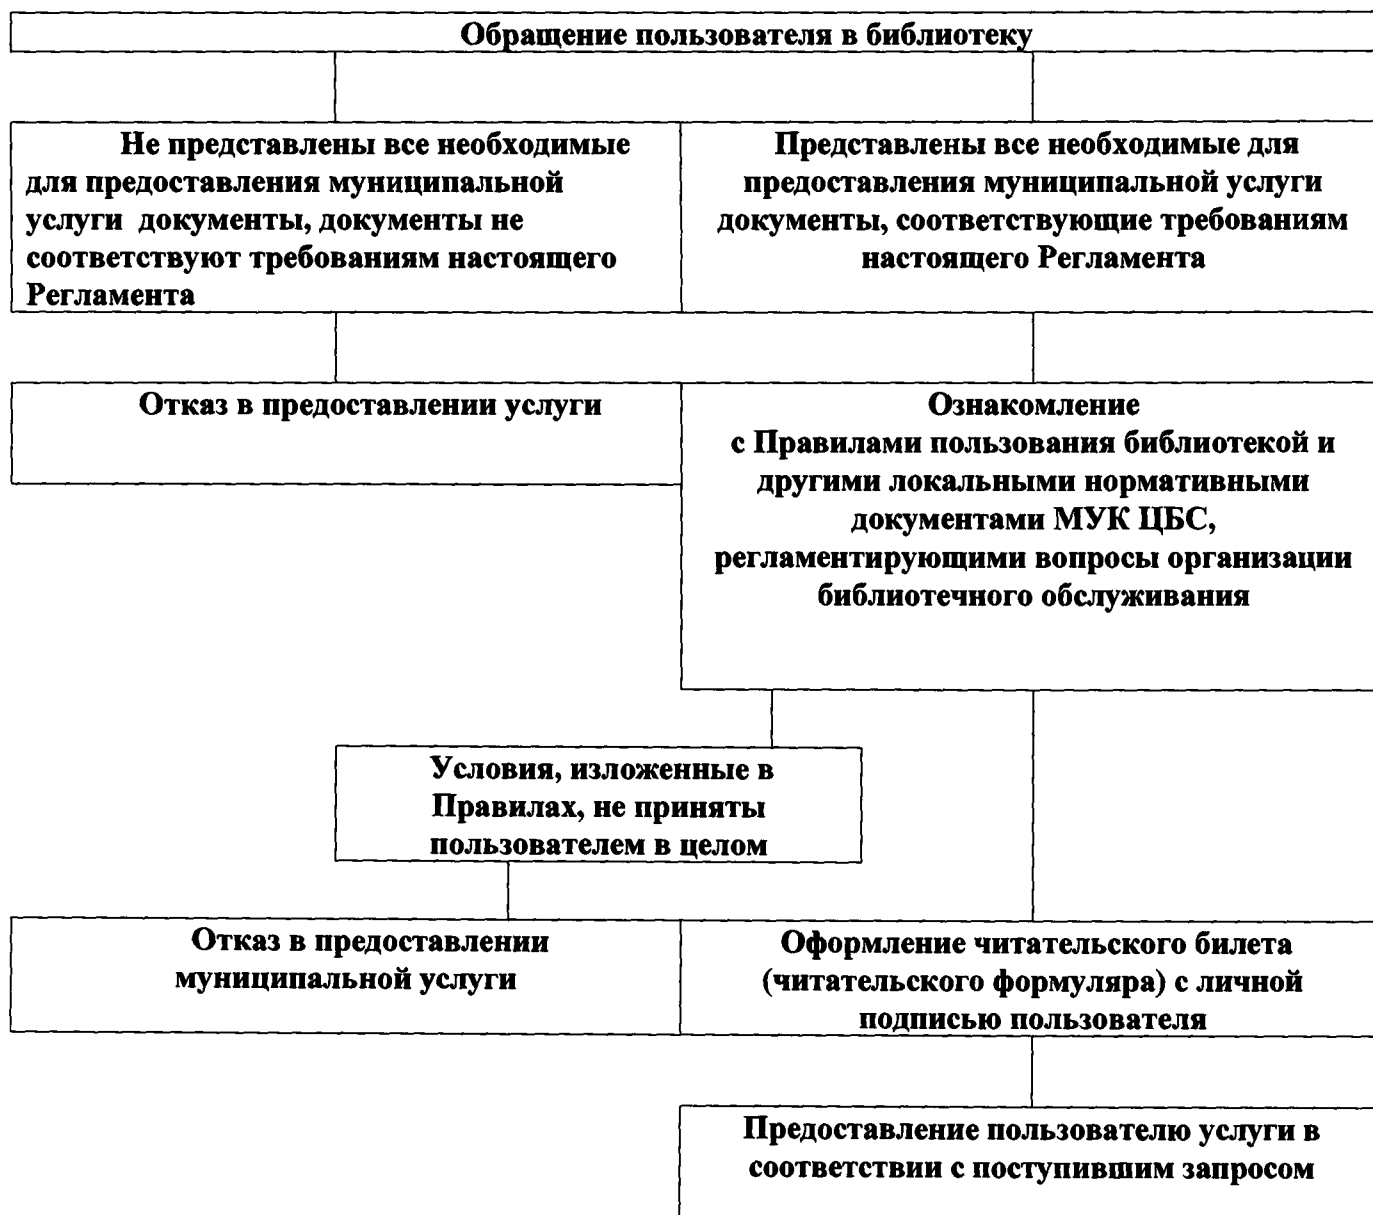 Обращение пользователя в библиотеку
Не представлены все необходимые
для предоставления муниципальной
услуги документы, документы не
соответствуют требованиям настоящего
Регламента
Представлены все необходимые для
предоставления муниципальной услуги
документы, соответствующие требованиям
настоящего Регламента
Отказ в предоставлении услуги
Ознакомление
с Правилами пользования библиотекой и
другими локальными нормативными
документами МУК ЦБС,
регламентирующими вопросы организации
библиотечного обслуживания
Условия, изложенные в
Правилах, не приняты
пользователем в целом
Отказ в предоставлении
муниципальной услуги
Оформление читательского билета
(читательского формуляра) с личной
подписью пользователя
Предоставление пользователю услуги в
соответствии с поступившим запросом